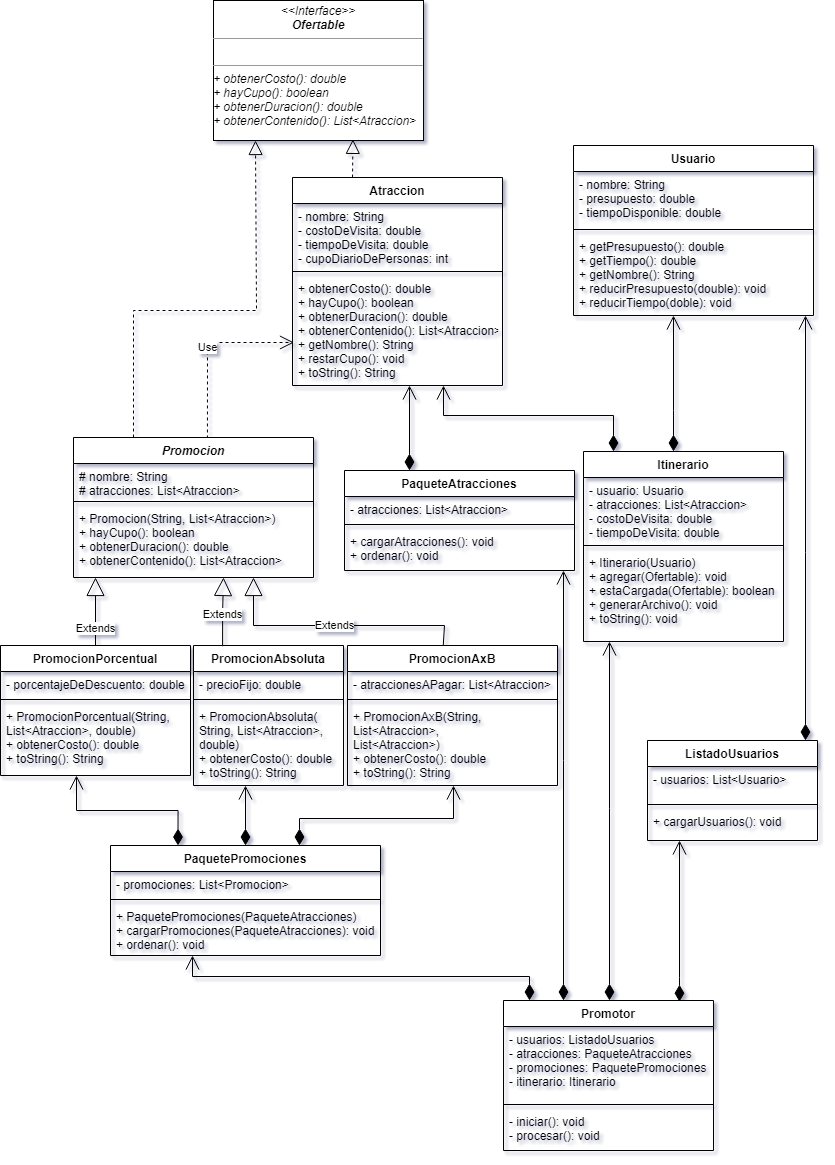 <<Interface>>
Ofertable
+ obtenerCosto(): double
+ hayCupo(): boolean
+ obtenerDuracion(): double
+ obtenerContenido(): List<Atraccion>
Atraccion
- nombre: String
- costoDeVisita: double
- tiempoDeVisita: double
- cupoDiarioDePersonas: int
+ obtenerCosto(): double
+ hayCupo(): boolean
+ obtenerDuracion(): double
+ obtenerContenido(): List<Atraccion>
+ getNombre(): String
+ restarCupo(): void
+ toString(): String
Usuario
- nombre: String
- presupuesto: double
- tiempoDisponible: double
+ getPresupuesto(): double
+ getTiempo(): double
+ getNombre(): String
+ reducirPresupuesto(double): void
+ reducirTiempo(doble): void
Use
Promocion
# nombre: String
# atracciones: List<Atraccion>
+ Promocion(String, List<Atraccion>)
+ hayCupo(): boolean
+ obtenerDuracion(): double
+ obtenerContenido(): List<Atraccion>
PaqueteAtracciones
- atracciones: List<Atraccion>
+ cargarAtracciones(): void
+ ordenar(): void
Itinerario
- usuario: Usuario
- atracciones: List<Atraccion>
- costoDeVisita: double
- tiempoDeVisita: double
+ Itinerario(Usuario)
+ agregar(Ofertable): void
+ estaCargada(Ofertable): boolean
+ generarArchivo(): void
+ toString(): void
Extends
Extends
Extends
PromocionPorcentual
- porcentajeDeDescuento: double
+ PromocionPorcentual(String,
List<Atraccion>, double)
+ obtenerCosto(): double
+ toString(): String
PromocionAbsoluta
- precioFijo: double
+ PromocionAbsoluta(
String, List<Atraccion>,
double)
+ obtenerCosto(): double
+ toString(): String
PromocionAxB
- atraccionesAPagar: List<Atraccion>
+ PromocionAxB(String,
List<Atraccion>,
List<Atraccion>)
+ obtenerCosto(): double
+ toString(): String
ListadoUsuarios
- usuarios: List<Usuario>
+ cargarUsuarios(): void
PaquetePromociones
- promociones: List<Promocion>
+ PaquetePromociones(PaqueteAtracciones)
+ cargarPromociones(PaqueteAtracciones): void
+ ordenar(): void
Promotor
- usuarios: ListadoUsuarios
- atracciones: PaqueteAtracciones
- promociones: PaquetePromociones
- itinerario: Itinerario
- iniciar(): void
- procesar(): void